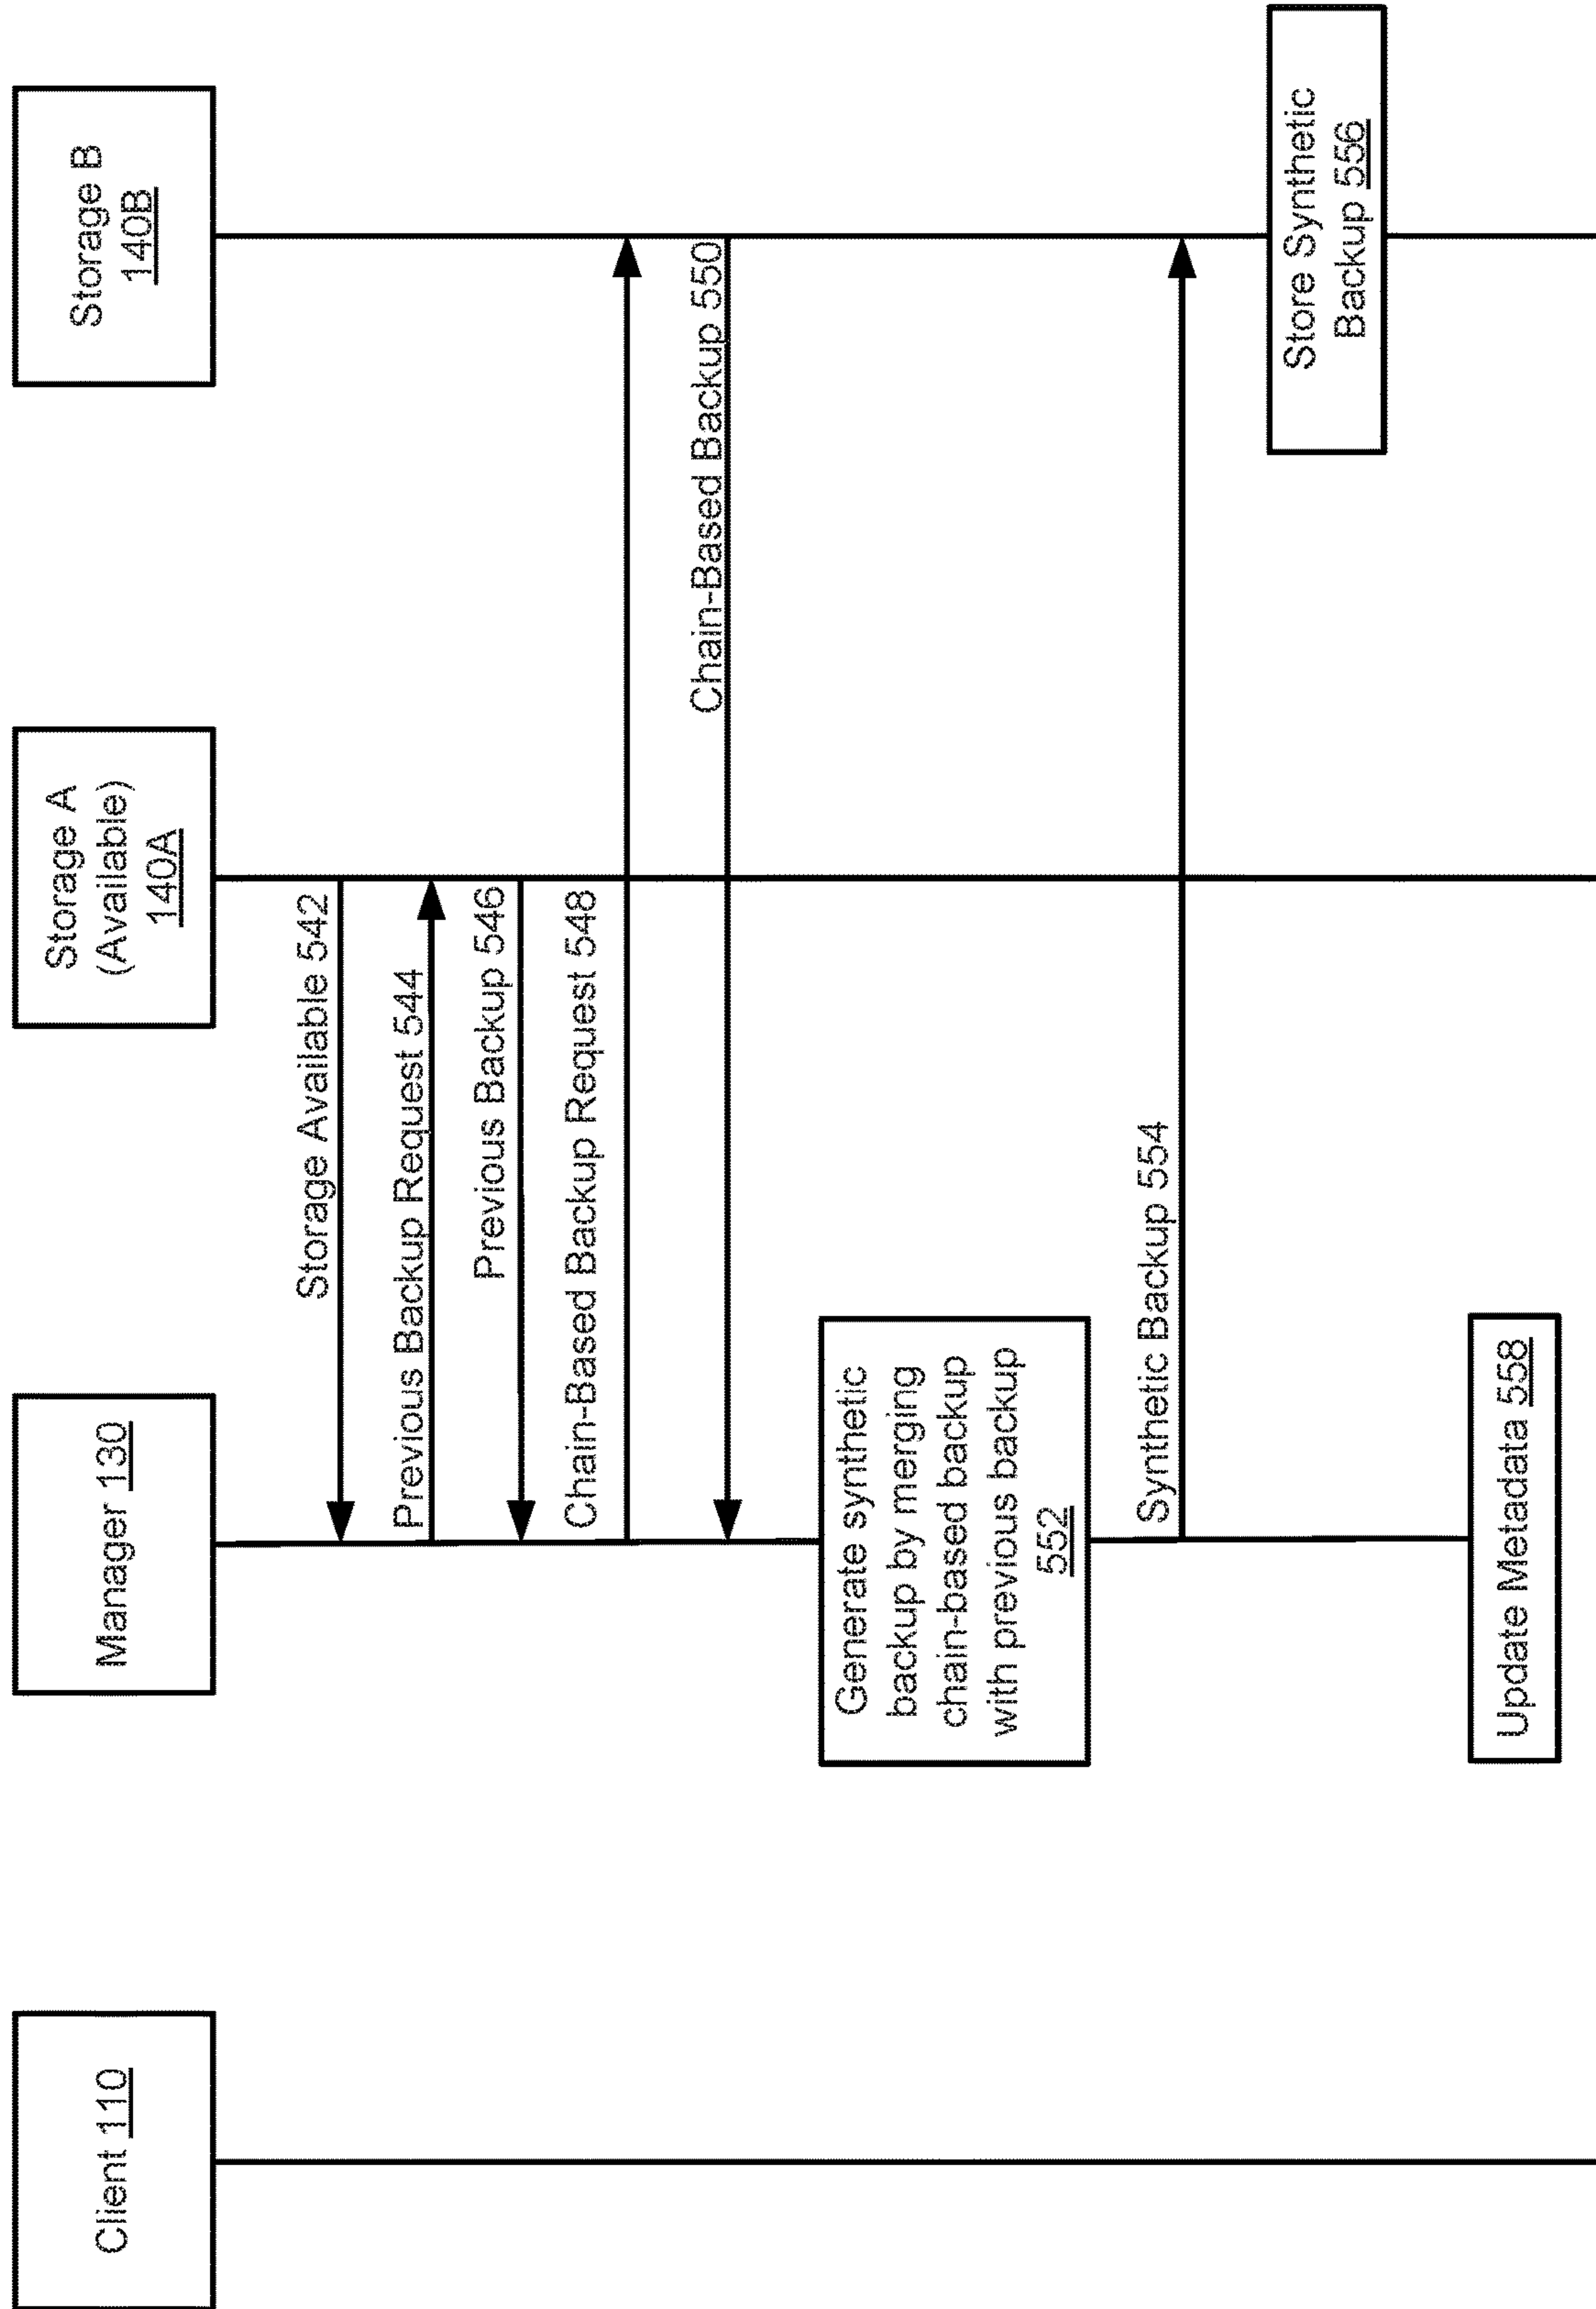 Client 110
Manager 130
Storage A
(Available)
140A
Storage B
140B
Storage Available 542
Previous Backup Request 544
Previous Backup 546
Chain-Based Backup Request 548
Chain-Based Backup 550
Generate synthetic
backup by merging
chain-based backup
with previous backup
552
Synthetic Backup 554
Store Synthetic
Backup 556
Update Metadata 558